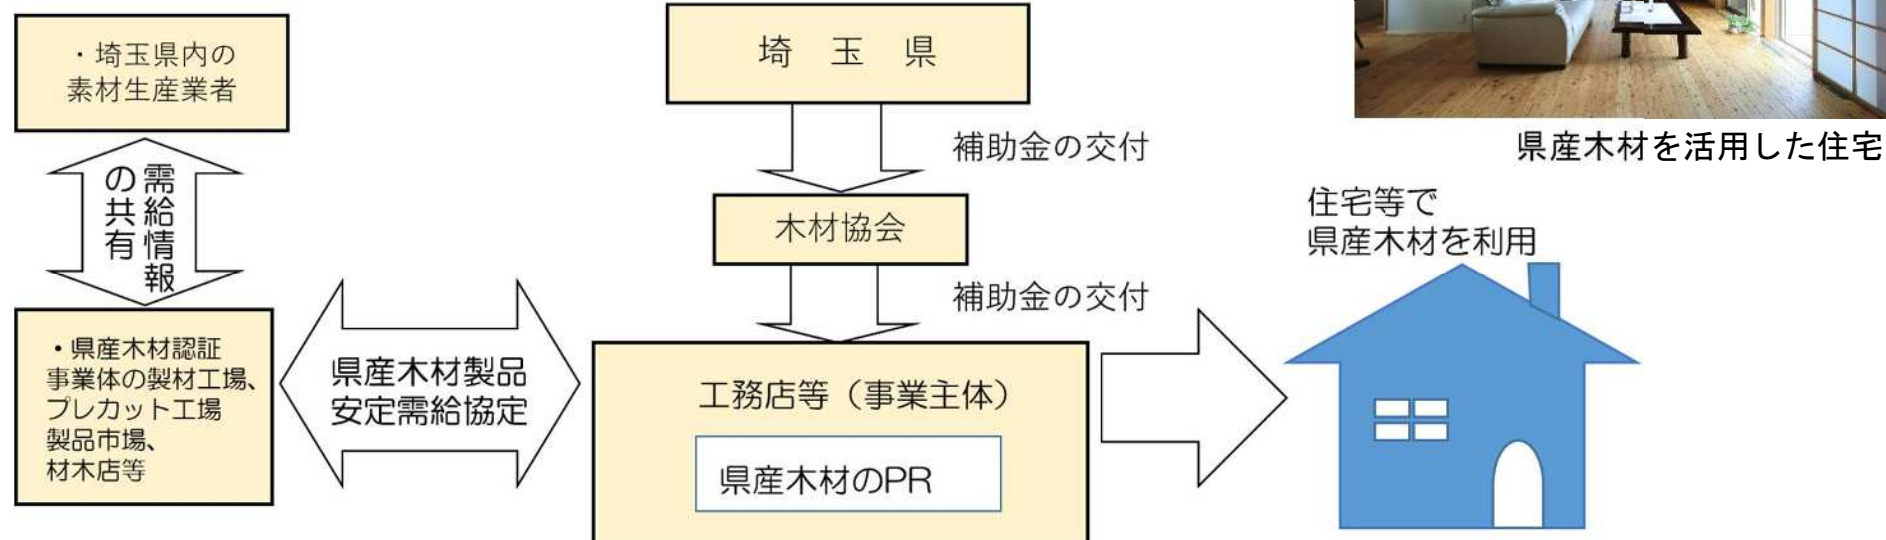 ・埼玉県内の
素材生産業者
需給情報
の共有
・県産木材認証
事業体の製材工場、
プレカット工場
製品市場、
材木店等
県産木材製品
安定需給協定
埼　玉　県
補助金の交付
木材協会
補助金の交付
工務店等（事業主体）
県産木材のPR
県産木材を活用した住宅
住宅等で
県産木材を利用